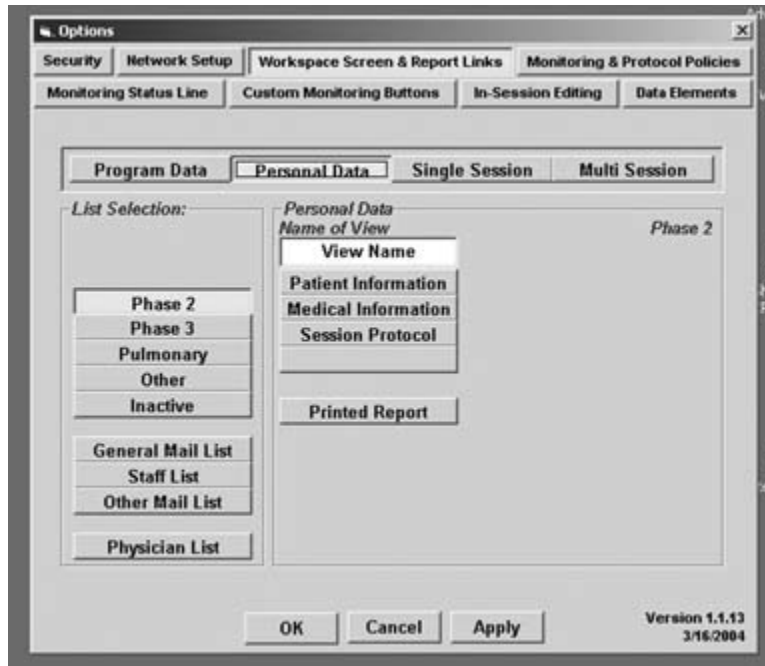 Options
Security Network Setup Workspace Screen & Report Links Monitoring & Protocol Policies
Monitoring Status Line Custom Monitoring Buttons In-Session Editing Data Elements
Program Data Personal Data Single Session Multi Session
List Selection:
Phase 2
Phase 3
Pulmonary
Other
Inactive
General Mail List
Staff List
Other Mail List
Physician List
Personal Data
Name of View
Phase 2
View Name
Patient Information
Medical Information
Session Protocol
Printed Report
OK Cancel Apply
Version 1.1.13
3/16/2004